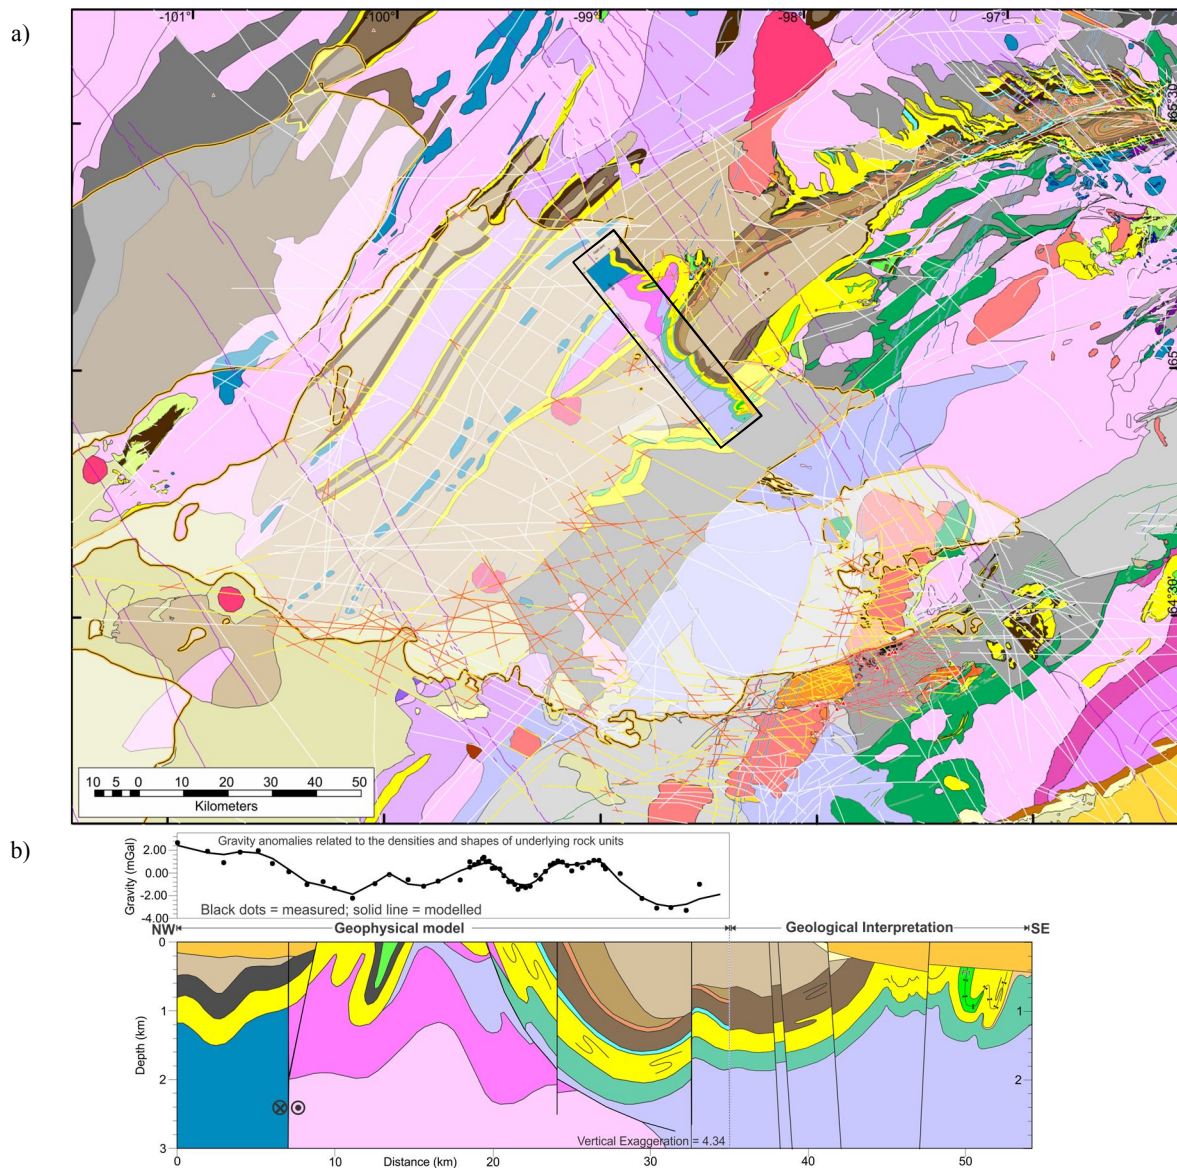 a)
-101° -100° -99° -98° -97°
65°30'
65°
64°30'
10 5 0 10 20 30 40 50
Kilometers
b)
Gravity anomalies related to the densities and shapes of underlying rock units
Gravity (mGal)
2.00
0.00
-2.00
-4.00
Black dots = measured; solid line = modelled
NW Geophysical model Geological Interpretation SE
Depth (km)
0 0
1 1
2 2
3
Vertical Exaggeration = 4.34
0 10 20 30 40 50
Distance (km)